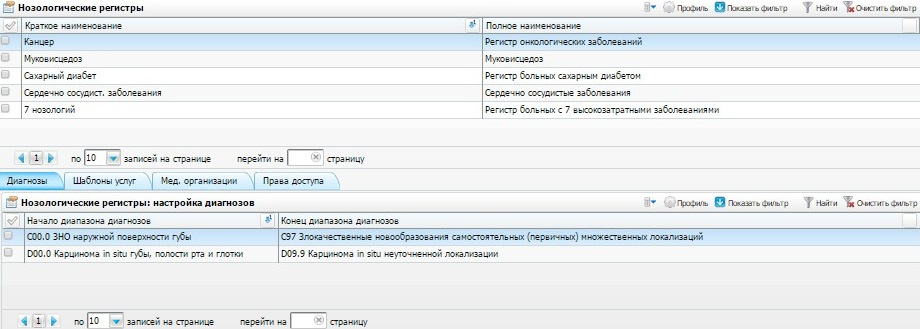 Нозологические регистры Профиль Показать фильтр Найти Очистить фильтр
Краткое наименование Полное наименование
Канцер Регистр онкологических заболеваний
Муковисцедоз Муковисцедоз
Сахарный диабет Регистр больных сахарным диабетом
Сердечно сосудист. заболевания Сердечно сосудистые заболевания
7 нозологий Регистр больных с 7 высокозатратными заболеваниями
1 по 10 записей на странице перейти на страницу
Диагнозы Шаблоны услуг Мед. организации Права доступа
Нозологические регистры: настройка диагнозов Профиль Показать фильтр Найти Очистить фильтр
Начало диапазона диагнозов Конец диапазона диагнозов
C00.0 ЗНО наружной поверхности губы C97 Злокачественные новообразования самостоятельных (первичных) множественных локализаций
D00.0 Карцинома in situ губы, полости рта и глотки D09.9 Карцинома in situ неуточненной локализации
1 по 10 записей на странице перейти на страницу